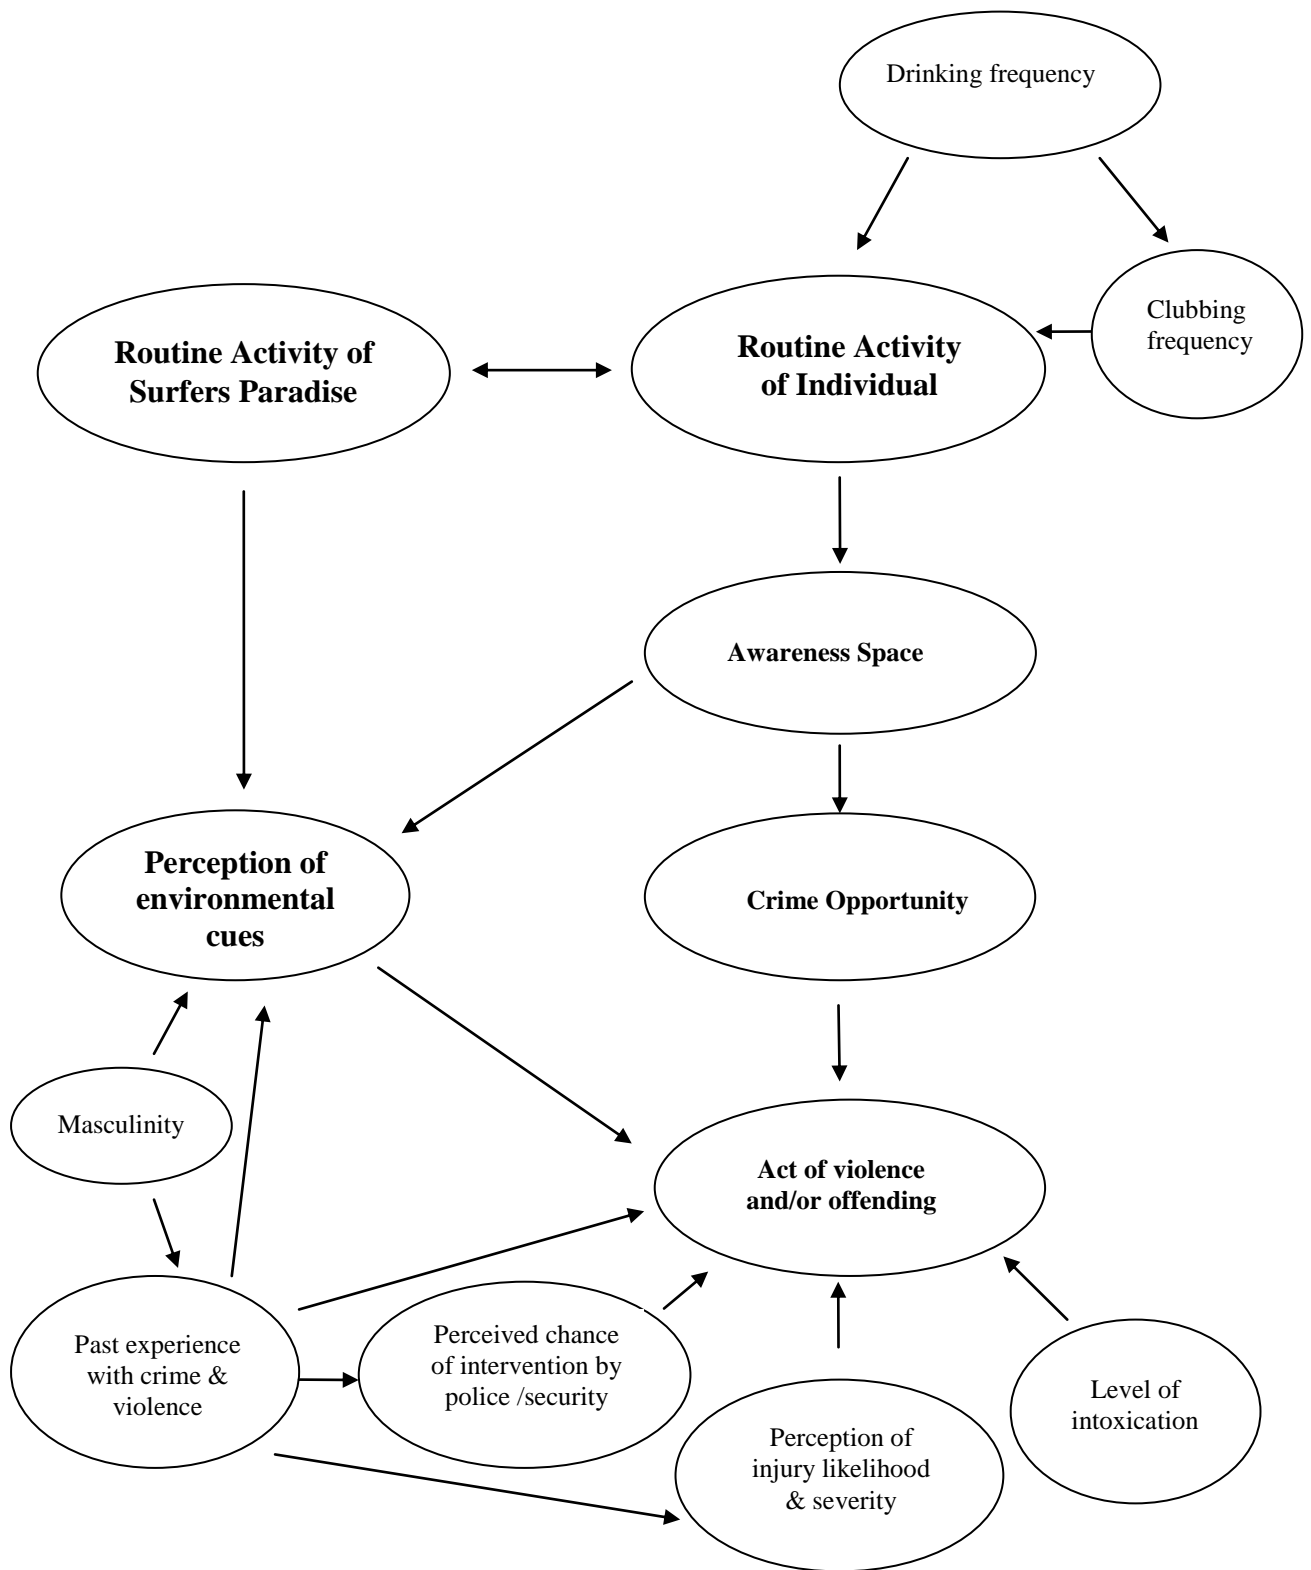 Drinking frequency
Clubbing
frequency
Routine Activity of
Surfers Paradise
Routine Activity
of Individual
Awareness Space
Perception of
environmental
cues
Crime Opportunity
Masculinity
Act of violence
and/or offending
Past experience
with crime &
violence
Perceived chance
of intervention by
police /security
Perception of
injury likelihood
& severity
Level of
intoxication